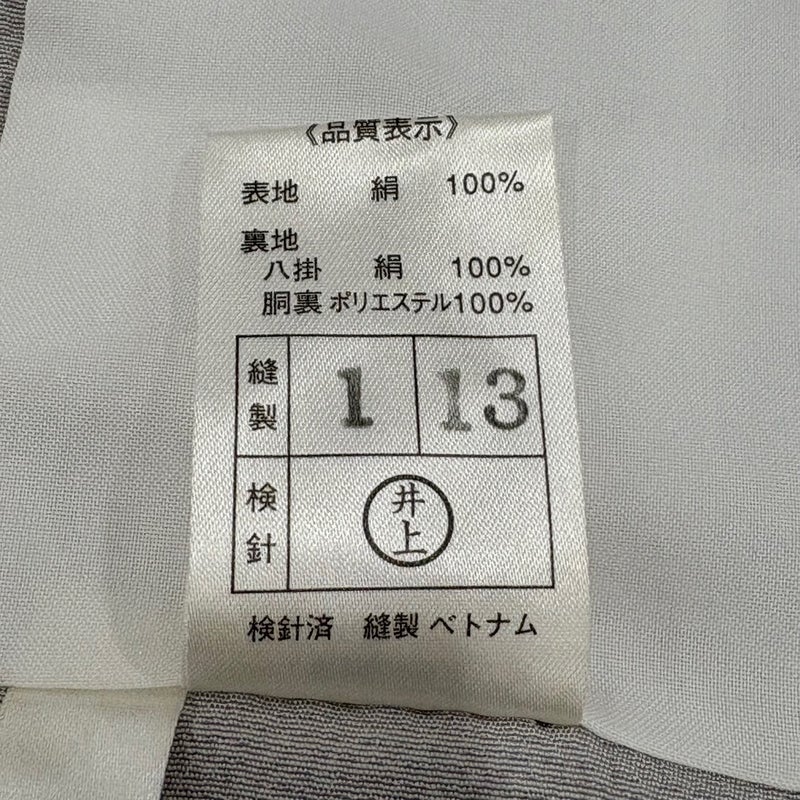 《品質表示》
表地 絹 100%
裏地
八掛 絹 100%
胴裏 ポリエステル100%
縫製 1 13
検針 井上
検針済 縫製 ベトナム